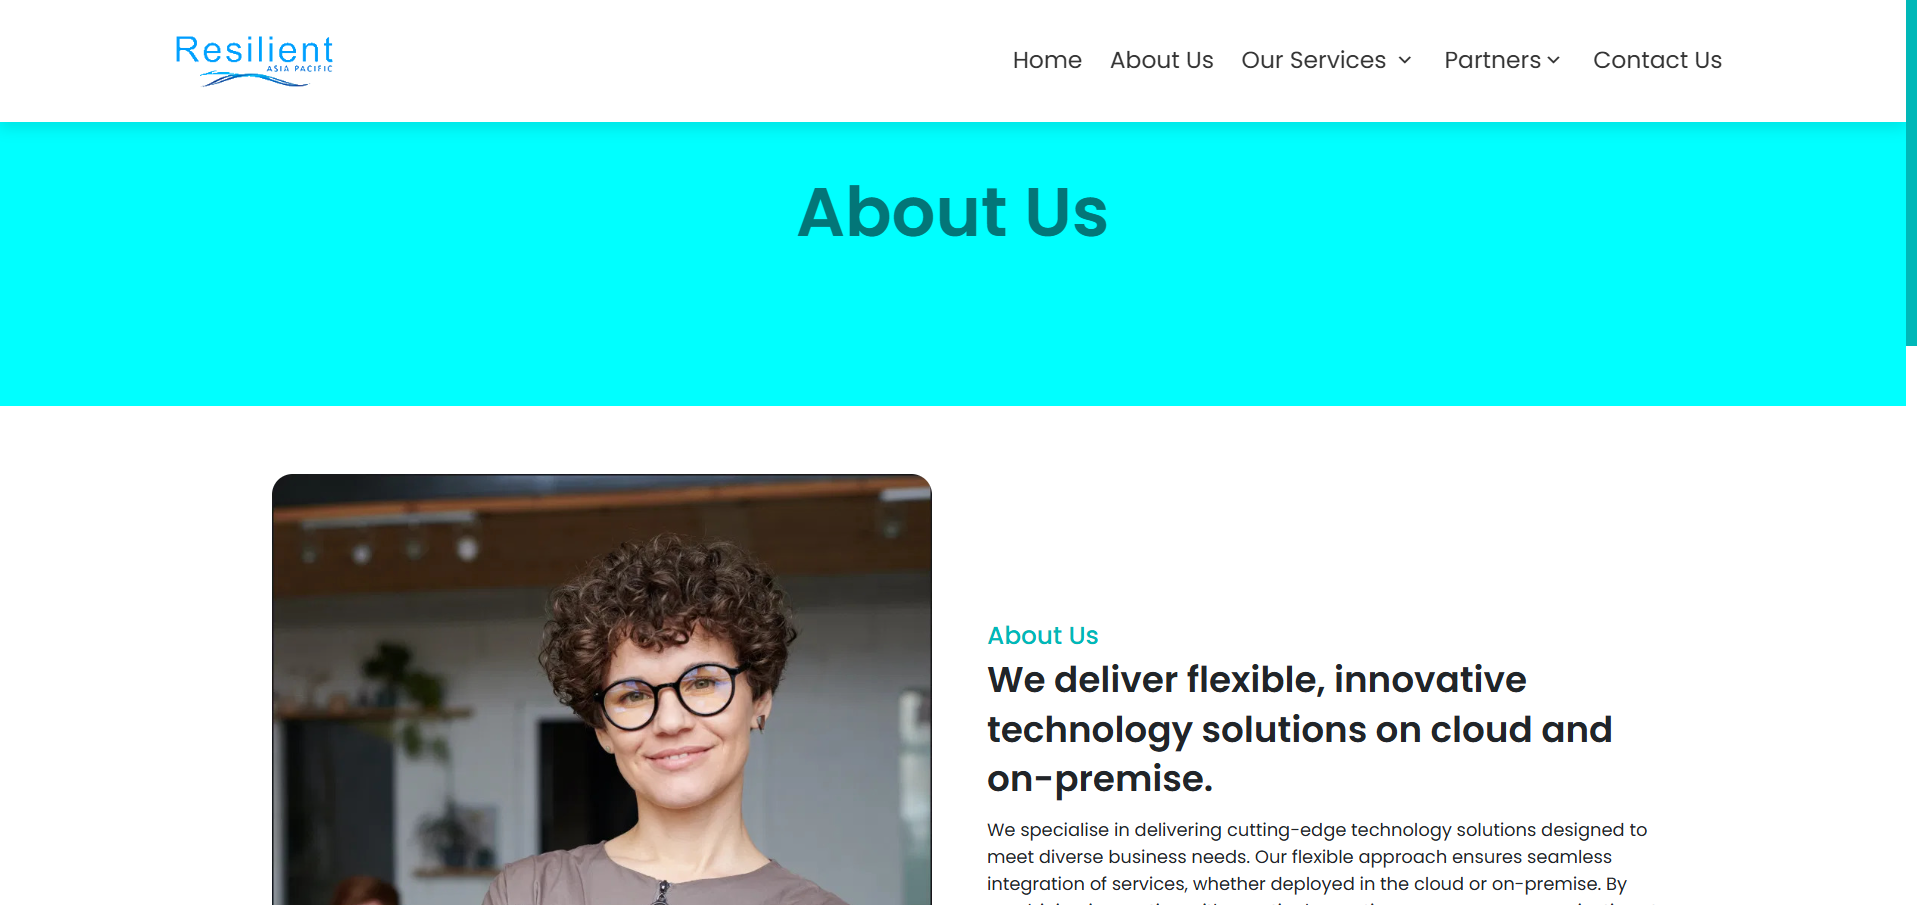 Resilient
ASIA PACIFIC
Home About Us Our Services Partners Contact Us
About Us
About Us
We deliver flexible, innovative
technology solutions on cloud and
on-premise.
We specialise in delivering cutting-edge technology solutions designed to
meet diverse business needs. Our flexible approach ensures seamless
integration of services, whether deployed in the cloud or on-premise. By